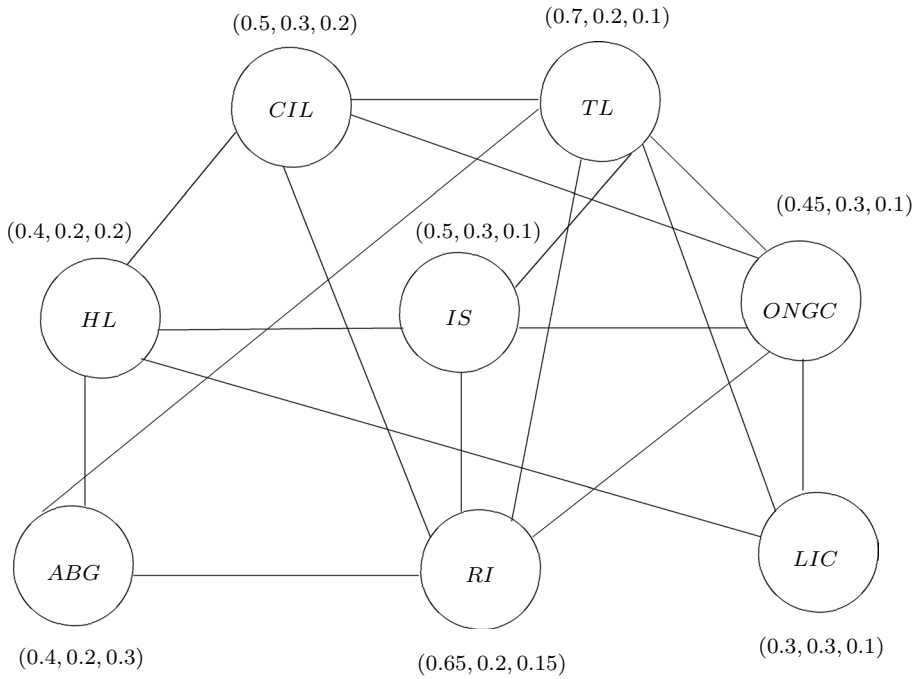 (0.5, 0.3, 0.2)
(0.7, 0.2, 0.1)
CIL
TL
(0.4, 0.2, 0.2)
(0.5, 0.3, 0.1)
(0.45, 0.3, 0.1)
HL
IS
ONGC
ABG
RI
LIC
(0.4, 0.2, 0.3)
(0.65, 0.2, 0.15)
(0.3, 0.3, 0.1)